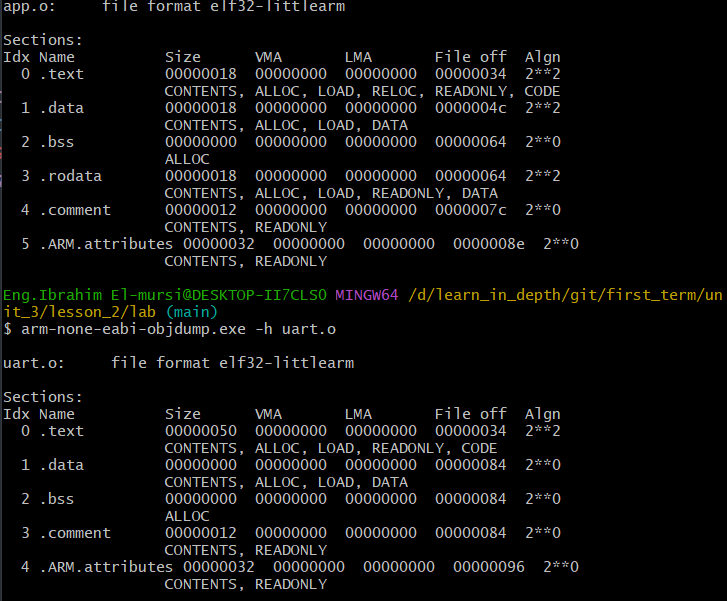 app.o:     file format elf32-littlearm

Sections:
Idx Name          Size      VMA       LMA       File off  Algn
  0 .text         00000018  00000000  00000000  00000034  2**2
                  CONTENTS, ALLOC, LOAD, RELOC, READONLY, CODE
  1 .data         00000018  00000000  00000000  0000004c  2**2
                  CONTENTS, ALLOC, LOAD, DATA
  2 .bss          00000000  00000000  00000000  00000064  2**0
                  ALLOC
  3 .rodata       00000018  00000000  00000000  00000064  2**2
                  CONTENTS, ALLOC, LOAD, READONLY, DATA
  4 .comment      00000012  00000000  00000000  0000007c  2**0
                  CONTENTS, READONLY
  5 .ARM.attributes 00000032  00000000  00000000  0000008e  2**0
                  CONTENTS, READONLY

Eng.Ibrahim El-mursi@DESKTOP-II7CLSO MINGW64 /d/learn_in_depth/git/first_term/un
it_3/lesson_2/lab (main)
$ arm-none-eabi-objdump.exe -h uart.o

uart.o:     file format elf32-littlearm

Sections:
Idx Name          Size      VMA       LMA       File off  Algn
  0 .text         00000050  00000000  00000000  00000034  2**2
                  CONTENTS, ALLOC, LOAD, READONLY, CODE
  1 .data         00000000  00000000  00000000  00000084  2**0
                  CONTENTS, ALLOC, LOAD, DATA
  2 .bss          00000000  00000000  00000000  00000084  2**0
                  ALLOC
  3 .comment      00000012  00000000  00000000  00000084  2**0
                  CONTENTS, READONLY
  4 .ARM.attributes 00000032  00000000  00000000  00000096  2**0
                  CONTENTS, READONLY